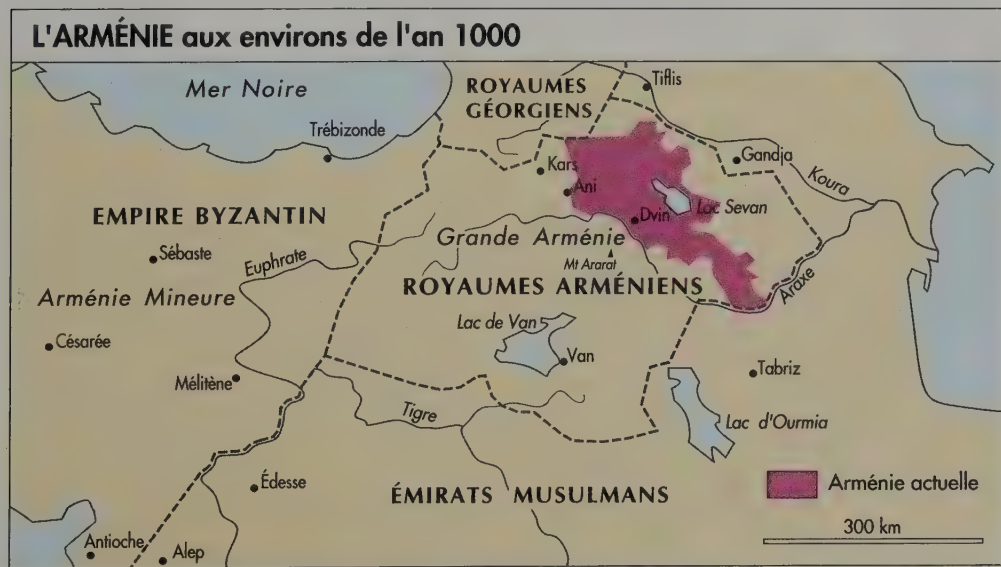 L'ARMÉNIE aux environs de l'an 1000
Mer Noire
ROYAUMES
GÉORGIENS
Tiflis
Trébizonde
Kars
Gandja
Ani
Koura
EMPIRE BYZANTIN
Lac Sevan
Dvin
Grande Arménie
Sébaste
Euphrate
Mt Ararat
Arménie Mineure
ROYAUMES ARMÉNIENS
Araxe
Lac de Van
Césarée
Van
Tabriz
Mélitène
Tigre
Lac d'Ourmia
Édesse
ÉMIRATS MUSULMANS
Arménie actuelle
300 km
Antioche
Alep